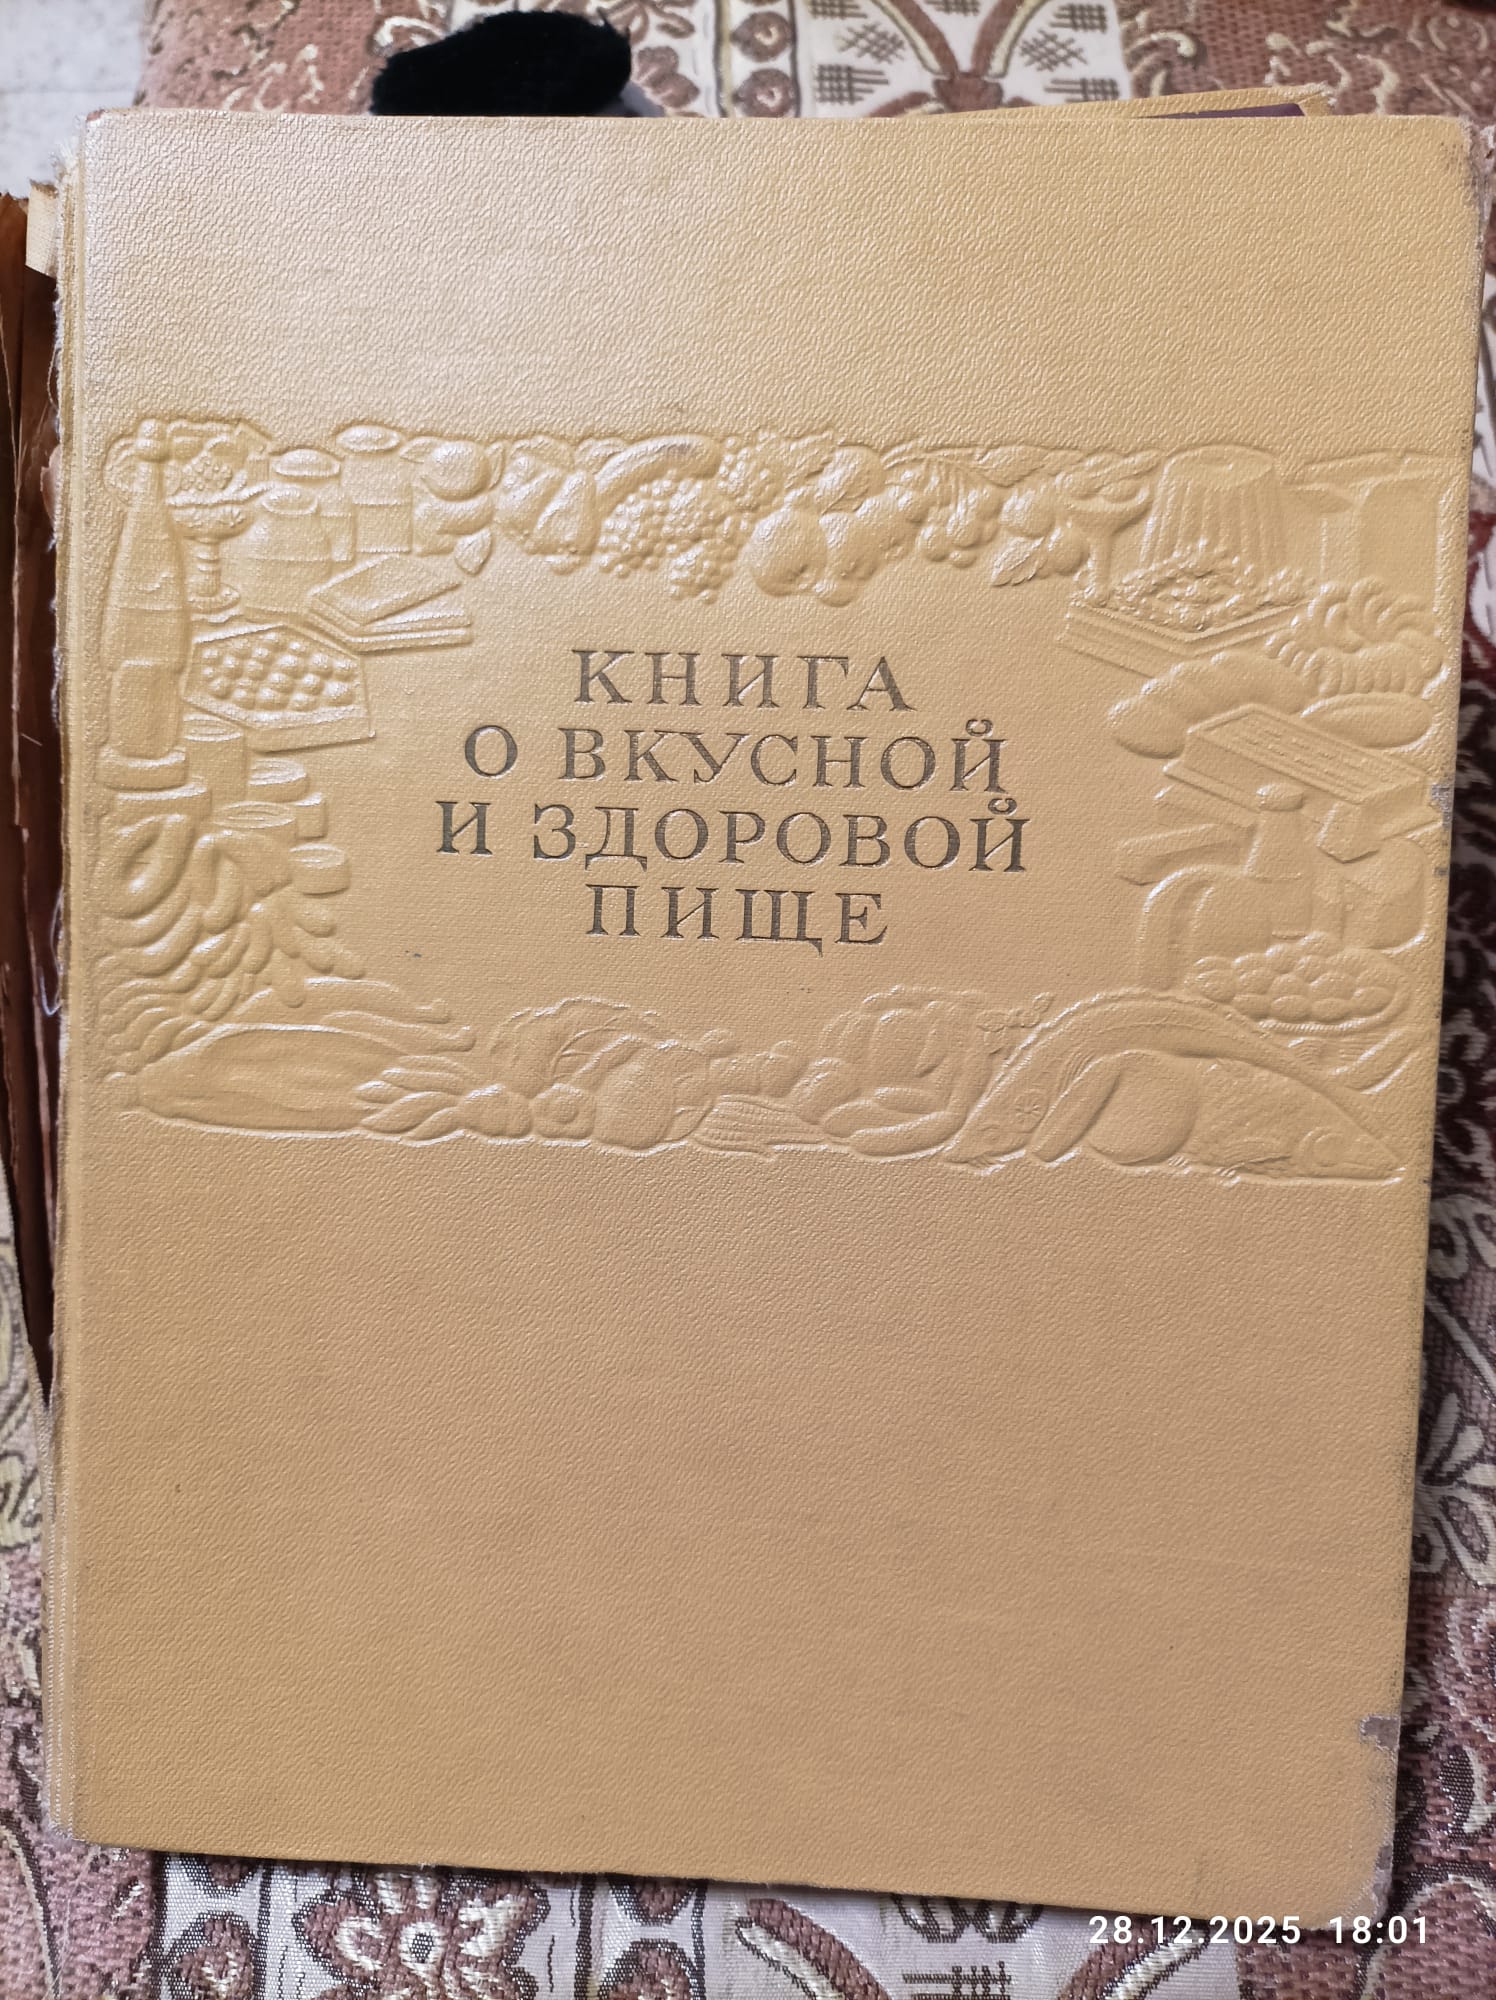 КНИГА
О ВКУСНОЙ
И ЗДОРОВОЙ
ПИЩЕ
28.12.2025 18:01